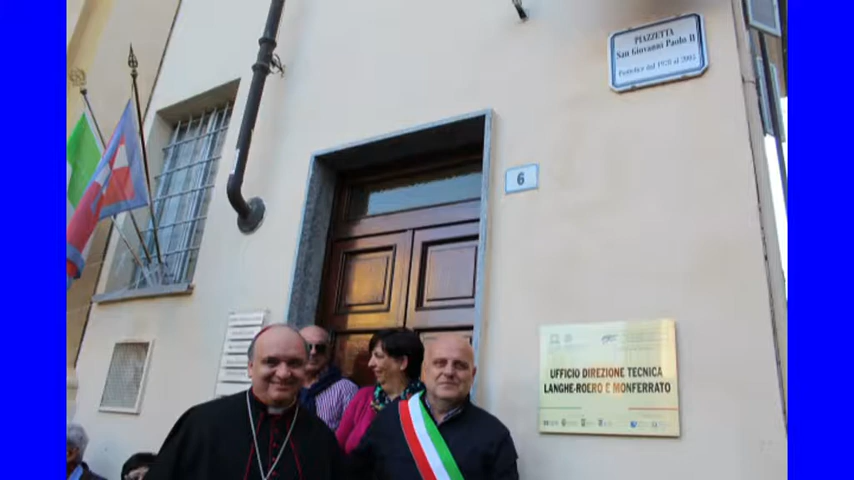 PIAZZETTA
San Giovanni Paolo II
Pontefice dal 1978 al 2005
6
UFFICIO DIREZIONE TECNICA
LANGHE-ROERO E MONFERRATO